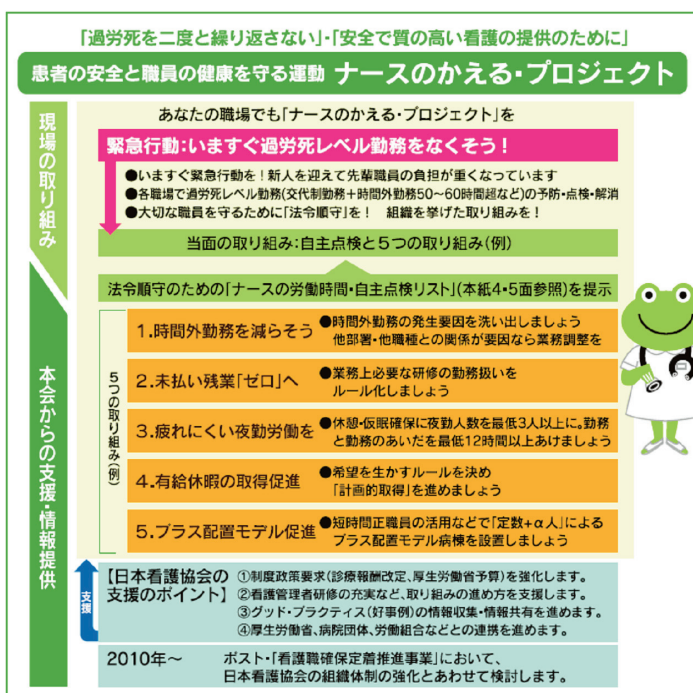 「過労死を二度と繰り返さない」・「安全で質の高い看護の提供のために」
患者の安全と職員の健康を守る運動 ナースのかえる・プロジェクト
現場の取り組み
あなたの職場でも「ナースのかえる・プロジェクト」を
緊急行動:いますぐ過労死レベル勤務をなくそう!
●いますぐ緊急行動を!新人を迎えて先輩職員の負担が重くなっています
●各職場で過労死レベル勤務(交代制勤務+時間外勤務50〜60時間超など)の予防・点検・解消
●大切な職員を守るために「法令順守」を! 組織を挙げた取り組みを!
当面の取り組み:自主点検と5つの取り組み(例)
本会からの支援・情報提供
法令順守のための「ナースの労働時間・自主点検リスト」(本紙4・5面参照)を提示
5つの取り組み(例)
1.時間外勤務を減らそう
●時間外勤務の発生要因を洗い出しましょう
他部署・他職種との関係が要因なら業務調整を
2.未払い残業「ゼロ」へ
●業務上必要な研修の勤務扱いを
ルール化しましょう
3.疲れにくい夜勤労働を
●休憩・仮眠確保に夜勤人数を最低3人以上に。勤務
と勤務のあいだを最低12時間以上あけましょう
4.有給休暇の取得促進
●希望を生かすルールを決め
「計画的取得」を進めましょう
5.プラス配置モデル促進
●短時間正職員の活用などで「定数+α人」による
プラス配置モデル病棟を設置しましょう
支援
【日本看護協会の
支援のポイント】
①制度政策要求(診療報酬改定、厚生労働省予算)を強化します。
②看護管理者研修の充実など、取り組みの進め方を支援します。
③グッド・プラクティス(好事例)の情報収集・情報共有を進めます。
④厚生労働省、病院団体、労働組合などとの連携を進めます。
2010年〜
ポスト・「看護職確保定着推進事業」において、
日本看護協会の組織体制の強化とあわせて検討します。